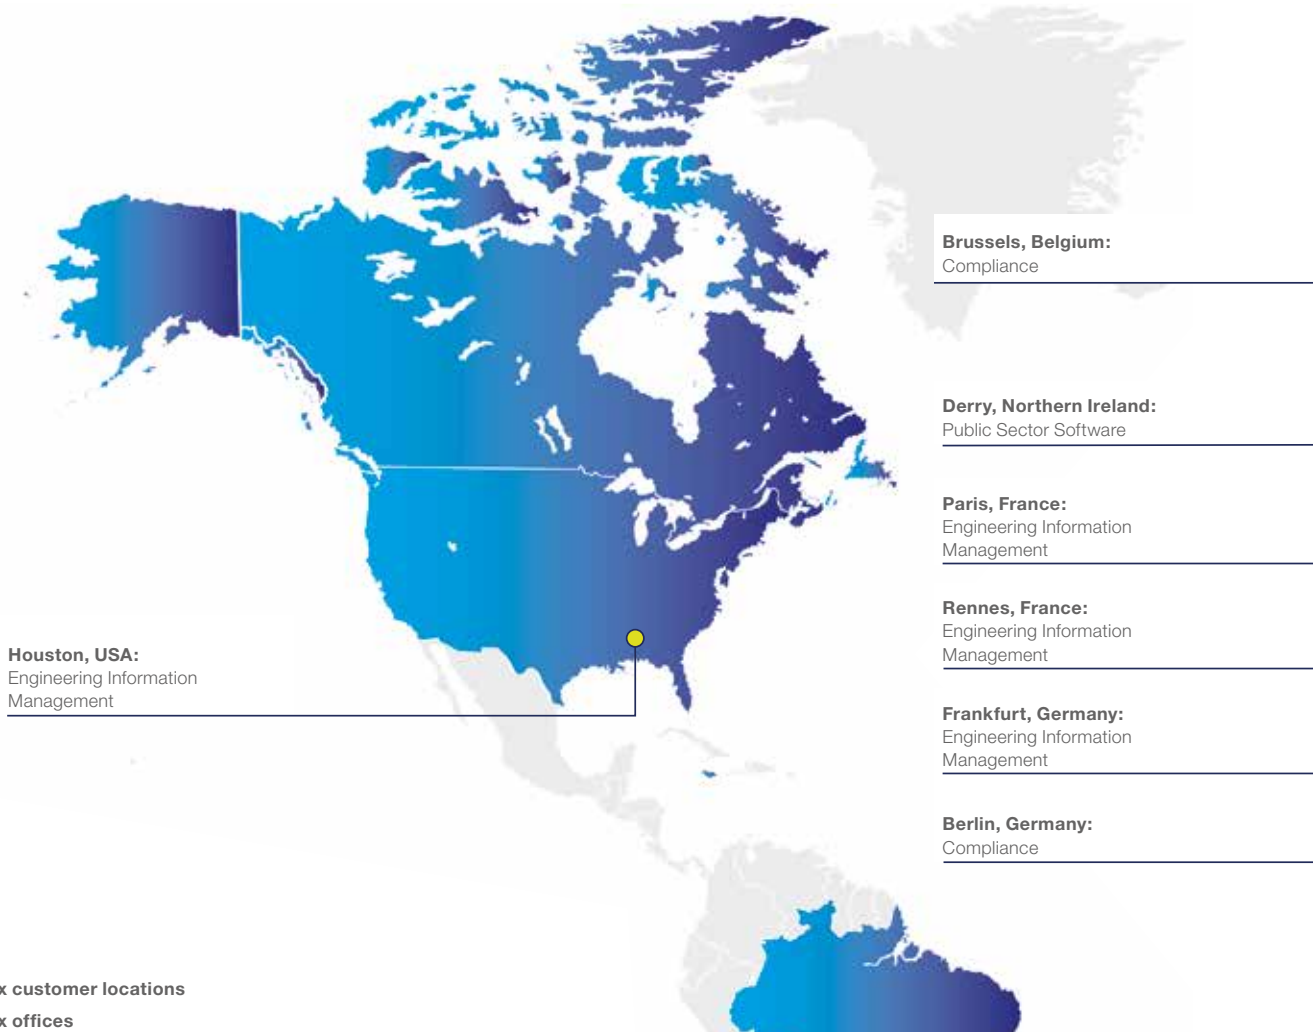 Brussels, Belgium:
Compliance
Derry, Northern Ireland:
Public Sector Software
Paris, France:
Engineering Information
Management
Rennes, France:
Engineering Information
Management
Houston, USA:
Engineering Information
Management
Frankfurt, Germany:
Engineering Information
Management
Berlin, Germany:
Compliance
x customer locations
x offices